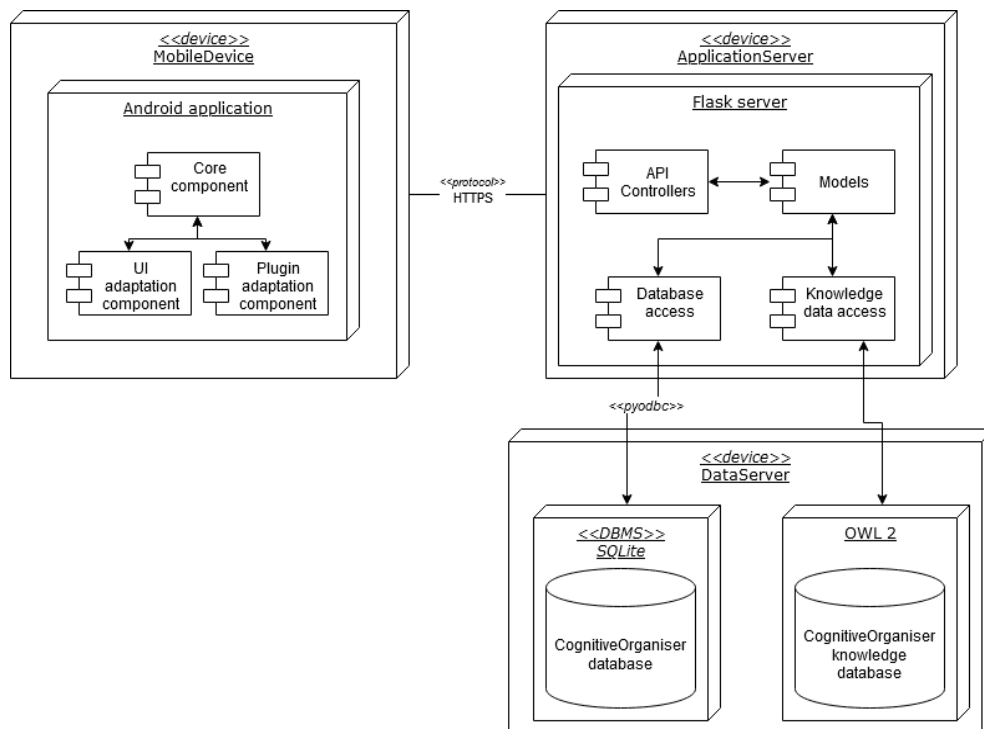 <<device>>
MobileDevice
Android application
Core
component
UI
adaptation
component
Plugin
adaptation
component
<<protocol>>
HTTPS
<<device>>
ApplicationServer
Flask server
API
Controllers
Models
Database
access
Knowledge
data access
<<pyodbc>>
<<device>>
DataServer
<<DBMS>>
SQLite
CognitiveOrganiser
database
OWL 2
CognitiveOrganiser
knowledge
database